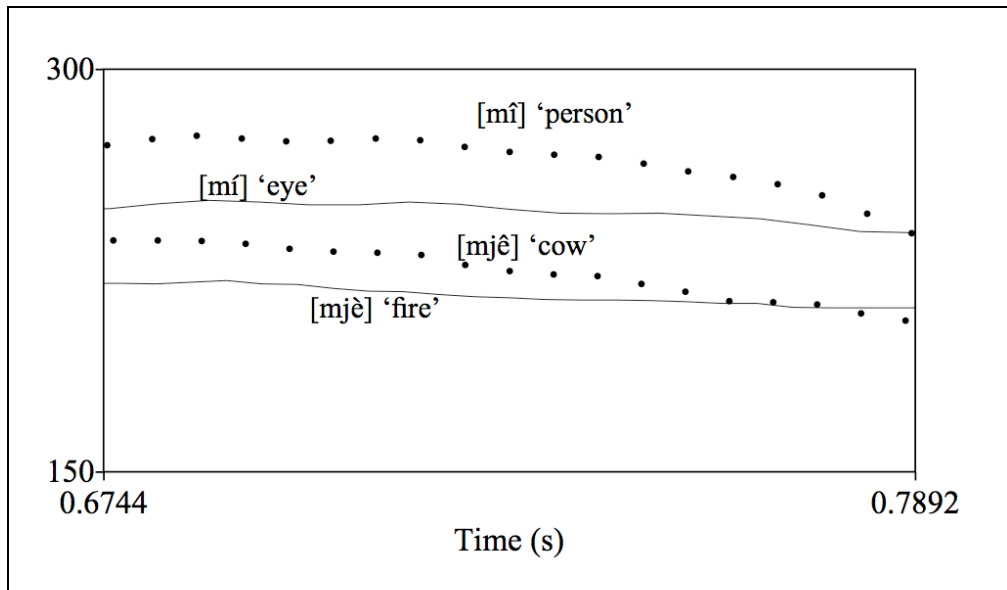 300
[mî] ‘person’
[mí] ‘eye’
[mjê] ‘cow’
[mjè] ‘fire’
150
0.6744 0.7892
Time (s)